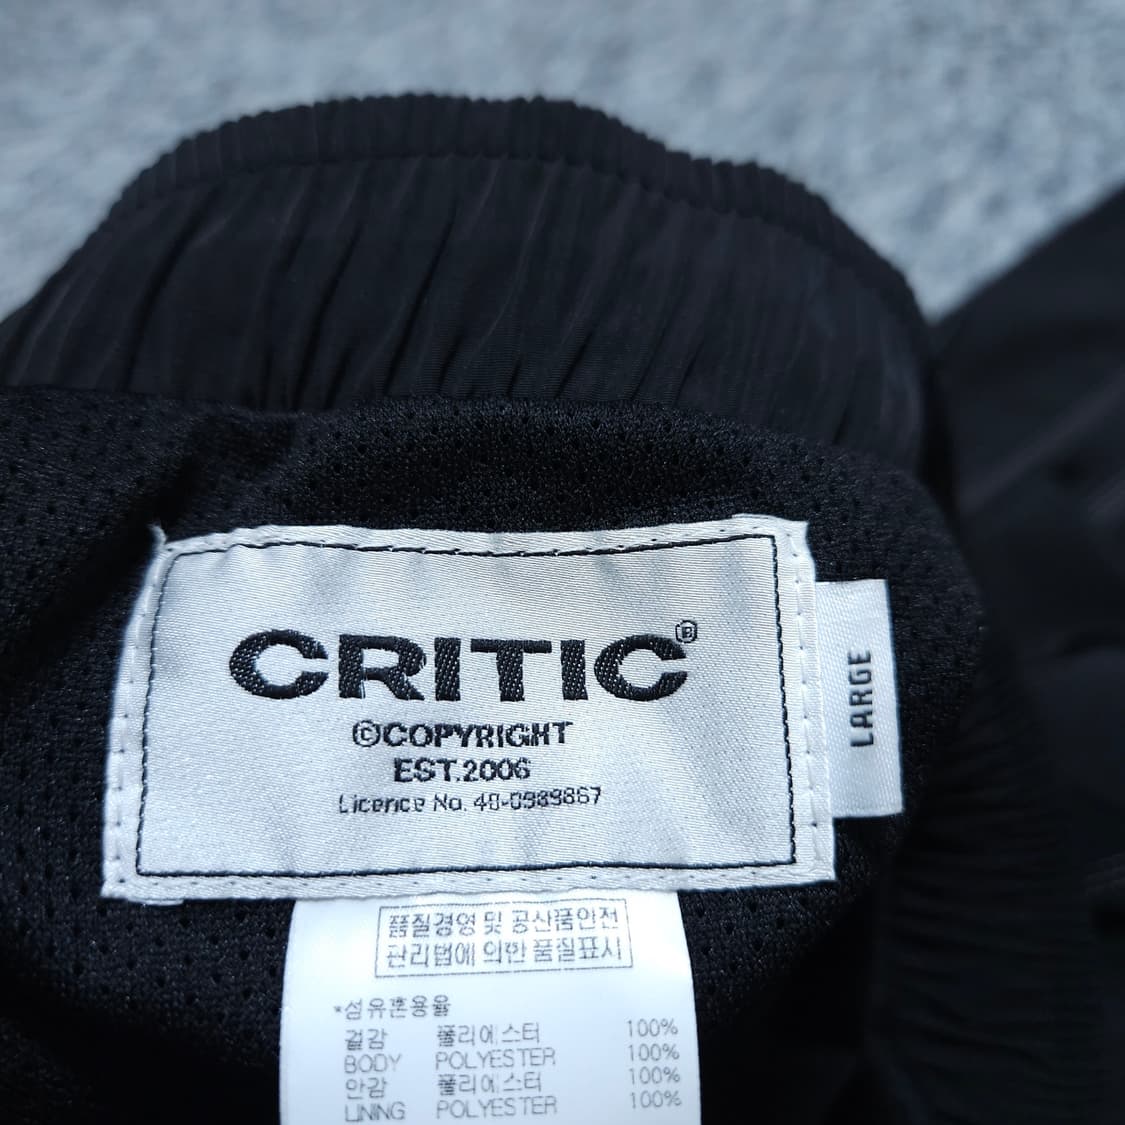 CRITIC®
©COPYRIGHT
EST.2006
Licence No. 40-0989867
LARGE
품질경영 및 공산품안전
관리법에 의한 품질표시
*섬유혼용율
겉감 폴리에스터 100%
BODY POLYESTER 100%
안감 폴리에스터 100%
LINING POLYESTER 100%